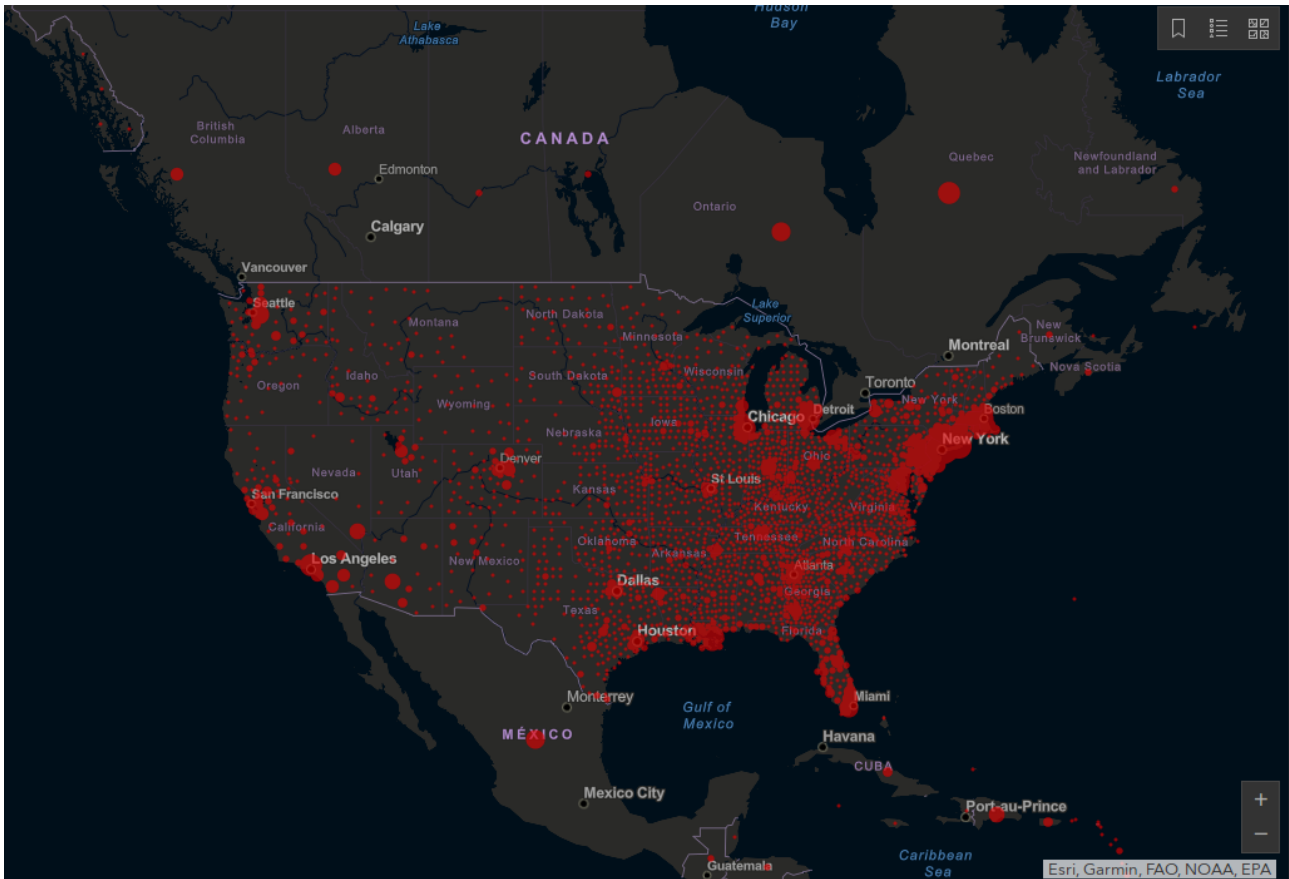 Hudson
Bay
Lake
Athabasca
Labrador
Sea
British
Columbia
Alberta
CANADA
Edmonton
Quebec
Newfoundland
and Labrador
Ontario
Calgary
Vancouver
Seattle
Montana
North Dakota
Lake
Superior
Minnesota
New
Brunswick
Montreal
Nova Scotia
Oregon
Idaho
South Dakota
Wisconsin
Toronto
Wyoming
New York
Chicago
Detroit
Boston
Nebraska
Iowa
New York
Ohio
Denver
Nevada
Utah
St Louis
Kansas
San Francisco
Kentucky
Virginia
California
Oklahoma
Tennessee
North Carolina
Arkansas
Los Angeles
New Mexico
Atlanta
Dallas
Georgia
Texas
Houston
Florida
Monterrey
Miami
Gulf of
Mexico
MÉXICO
Havana
CUBA
Mexico City
Port-au-Prince
Guatemala
Caribbean
Sea
+
−
Esri, Garmin, FAO, NOAA, EPA